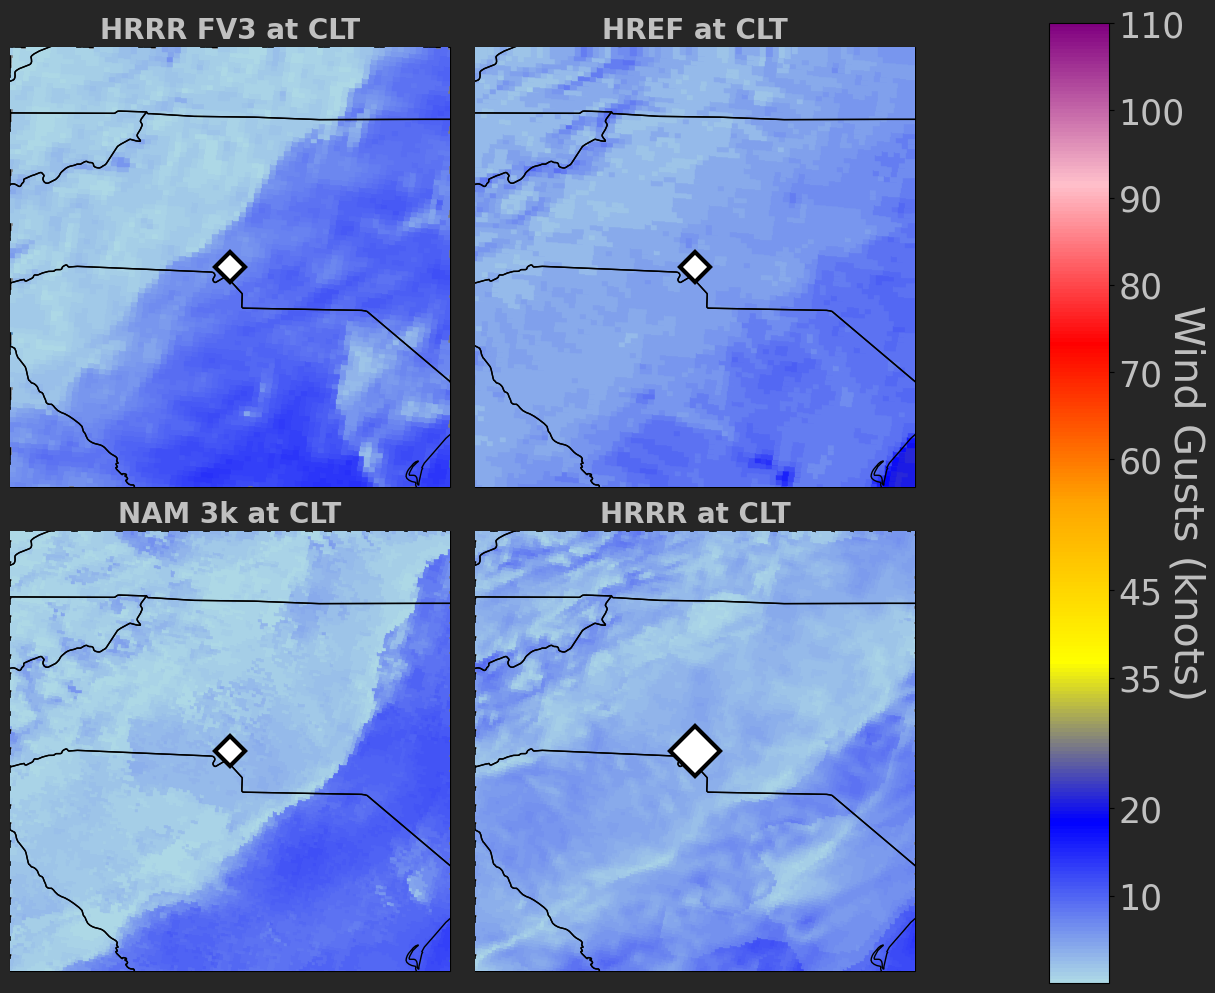 HRRR FV3 at CLT
HREF at CLT
NAM 3k at CLT
HRRR at CLT
110
100
90
80
70
60
45
35
20
10
Wind Gusts (knots)